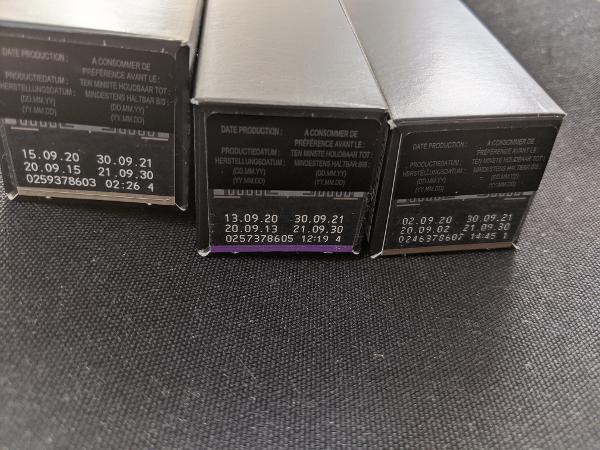 DATE PRODUCTION :
A CONSOMMER DE
PRÉFÉRENCE AVANT LE :
PRODUCTIEDATUM :
TEN MINSTE HOUDBAAR TOT :
HERSTELLUNGSDATUM :
MINDESTENS HALTBAR BIS :
(DD.MM.YY)
(DD.MM.YY)
(YY.MM.DD)
(YY.MM.DD)
15.09.20 30.09.21
20.09.15 21.09.30
0259378603 02:26 4
DATE PRODUCTION :
A CONSOMMER DE
PRÉFÉRENCE AVANT LE :
PRODUCTIEDATUM :
TEN MINSTE HOUDBAAR TOT :
HERSTELLUNGSDATUM :
MINDESTENS HALTBAR BIS :
(DD.MM.YY)
(DD.MM.YY)
(YY.MM.DD)
(YY.MM.DD)
13.09.20 30.09.21
20.09.13 21.09.30
0257378605 12:19 4
DATE PRODUCTION :
A CONSOMMER DE
PRÉFÉRENCE AVANT LE :
PRODUCTIEDATUM :
TEN MINSTE HOUDBAAR TOT :
HERSTELLUNGSDATUM :
MINDESTENS HALTBAR BIS :
(DD.MM.YY)
(DD.MM.YY)
(YY.MM.DD)
(YY.MM.DD)
02.09.20 30.09.21
20.09.02 21.09.30
0246378607 14:45 1